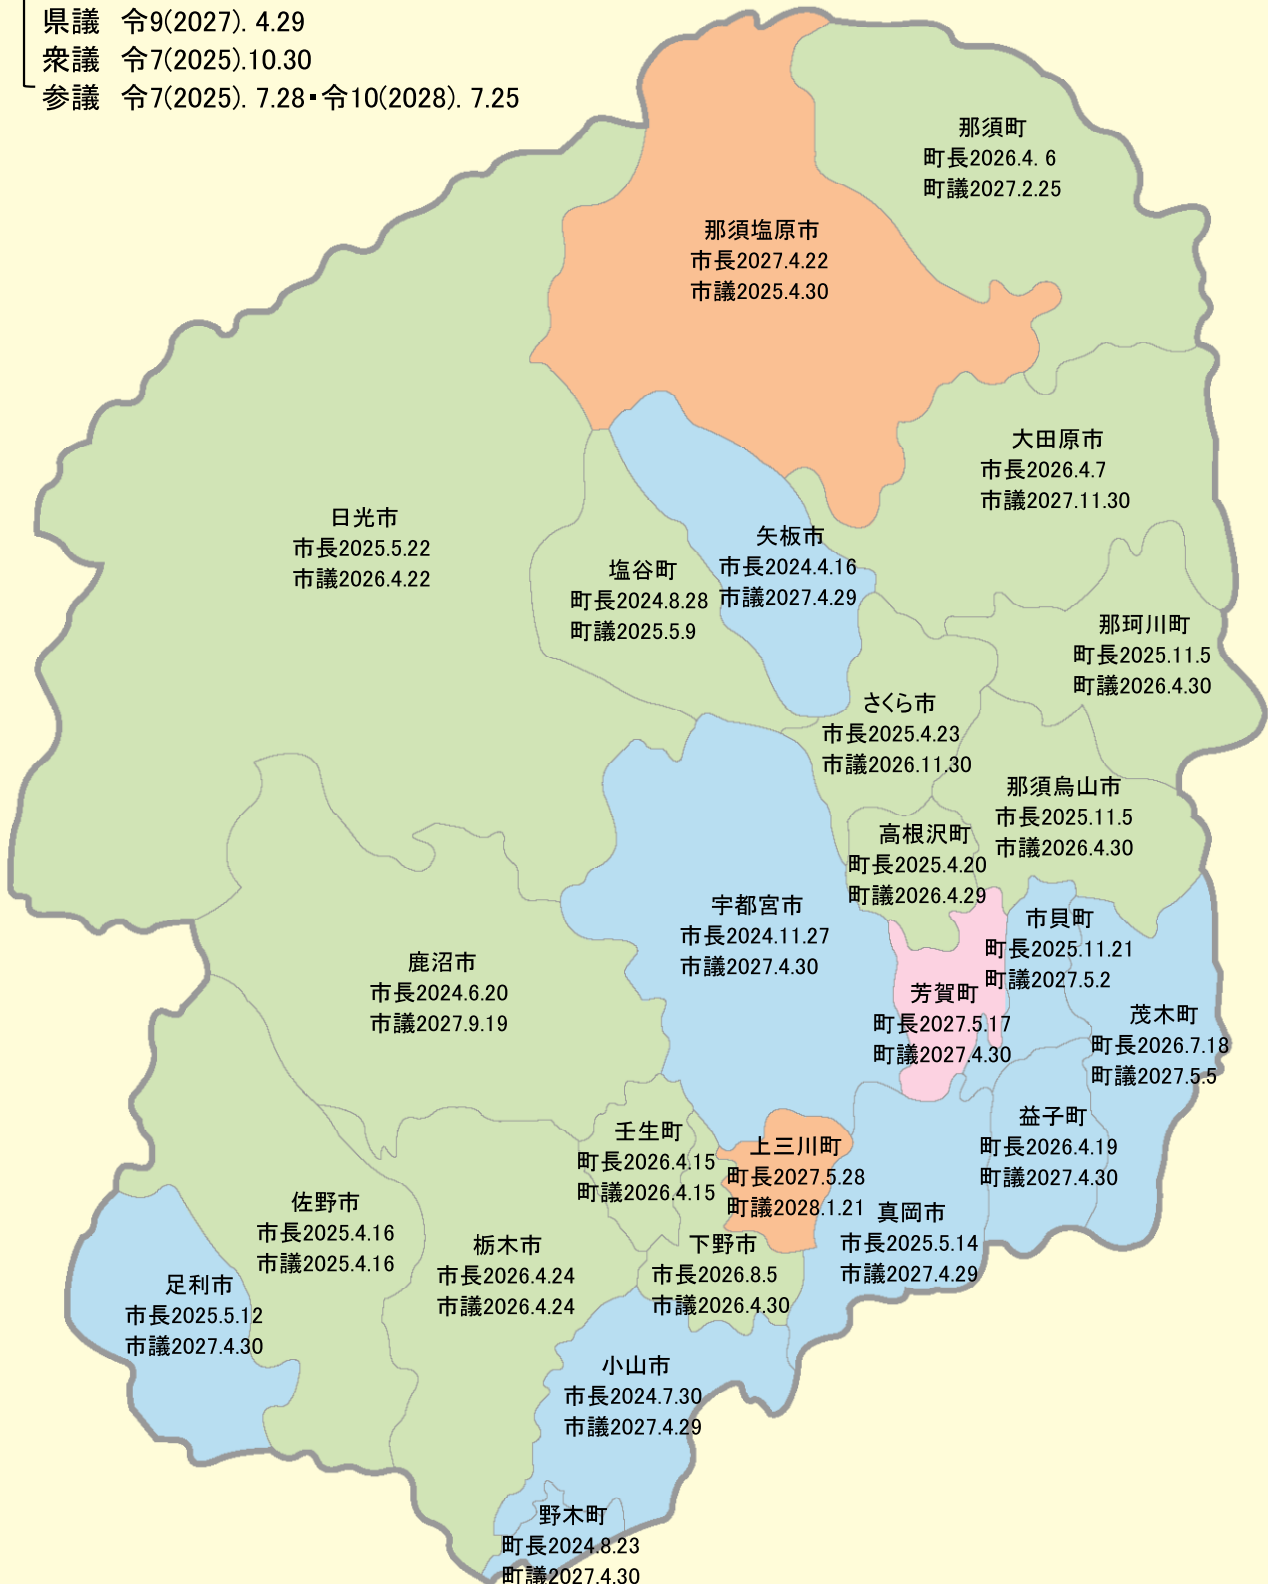 県議 令9(2027). 4.29
衆議 令7(2025).10.30
参議 令7(2025). 7.28・令10(2028). 7.25
那須町
町長2026.4. 6
町議2027.2.25
那須塩原市
市長2027.4.22
市議2025.4.30
大田原市
市長2026.4.7
市議2027.11.30
日光市
市長2025.5.22
市議2026.4.22
矢板市
市長2024.4.16
市議2027.4.29
塩谷町
町長2024.8.28
町議2025.5.9
那珂川町
町長2025.11.5
町議2026.4.30
さくら市
市長2025.4.23
市議2026.11.30
那須烏山市
市長2025.11.5
市議2026.4.30
高根沢町
町長2025.4.20
町議2026.4.29
宇都宮市
市長2024.11.27
市議2027.4.30
市貝町
町長2025.11.21
町議2027.5.2
鹿沼市
市長2024.6.20
市議2027.9.19
芳賀町
町長2027.5.17
町議2027.4.30
茂木町
町長2026.7.18
町議2027.5.5
益子町
町長2026.4.19
町議2027.4.30
壬生町
町長2026.4.15
町議2026.4.15
上三川町
町長2027.5.28
町議2028.1.21
佐野市
市長2025.4.16
市議2025.4.16
真岡市
市長2025.5.14
市議2027.4.29
栃木市
市長2026.4.24
市議2026.4.24
下野市
市長2026.8.5
市議2026.4.30
足利市
市長2025.5.12
市議2027.4.30
小山市
市長2024.7.30
市議2027.4.29
野木町
町長2024.8.23
町議2027.4.30